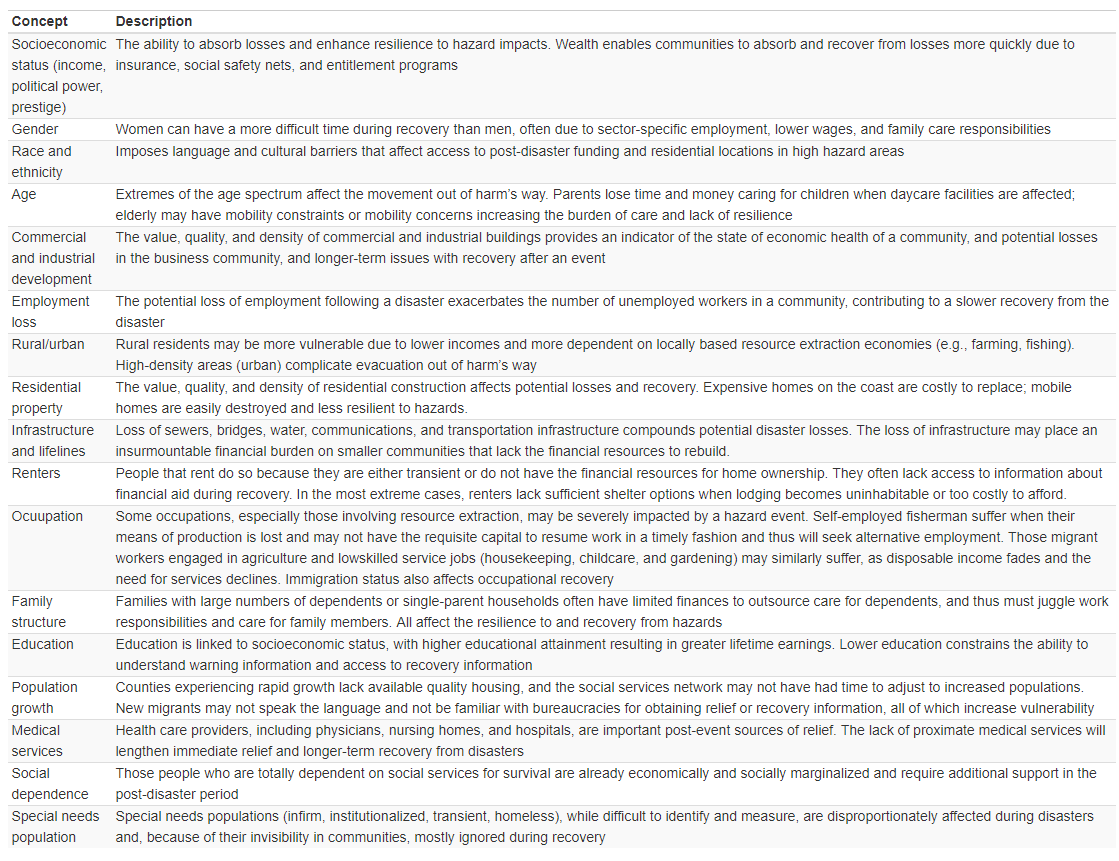 Concept Description
Socioeconomic The ability to absorb losses and enhance resilience to hazard impacts. Wealth enables communities to absorb and recover from losses more quickly due to
status (income, insurance, social safety nets, and entitlement programs
political power,
prestige)
Gender Women can have a more difficult time during recovery than men, often due to sector-specific employment, lower wages, and family care responsibilities
Race and Imposes language and cultural barriers that affect access to post-disaster funding and residential locations in high hazard areas
ethnicity
Age Extremes of the age spectrum affect the movement out of harm's way. Parents lose time and money caring for children when daycare facilities are affected;
elderly may have mobility constraints or mobility concerns increasing the burden of care and lack of resilience
Commercial The value, quality, and density of commercial and industrial buildings provides an indicator of the state of economic health of a community, and potential losses
and industrial in the business community, and longer-term issues with recovery after an event
development
Employment The potential loss of employment following a disaster exacerbates the number of unemployed workers in a community, contributing to a slower recovery from the
loss disaster
Rural/urban Rural residents may be more vulnerable due to lower incomes and more dependent on locally based resource extraction economies (e.g., farming, fishing).
High-density areas (urban) complicate evacuation out of harm's way
Residential The value, quality, and density of residential construction affects potential losses and recovery. Expensive homes on the coast are costly to replace; mobile
property homes are easily destroyed and less resilient to hazards.
Infrastructure Loss of sewers, bridges, water, communications, and transportation infrastructure compounds potential disaster losses. The loss of infrastructure may place an
and lifelines insurmountable financial burden on smaller communities that lack the financial resources to rebuild.
Renters People that rent do so because they are either transient or do not have the financial resources for home ownership. They often lack access to information about
financial aid during recovery. In the most extreme cases, renters lack sufficient shelter options when lodging becomes uninhabitable or too costly to afford.
Ocuupation Some occupations, especially those involving resource extraction, may be severely impacted by a hazard event. Self-employed fisherman suffer when their
means of production is lost and may not have the requisite capital to resume work in a timely fashion and thus will seek alternative employment. Those migrant
workers engaged in agriculture and lowskilled service jobs (housekeeping, childcare, and gardening) may similarly suffer, as disposable income fades and the
need for services declines. Immigration status also affects occupational recovery
Family Families with large numbers of dependents or single-parent households often have limited finances to outsource care for dependents, and thus must juggle work
structure responsibilities and care for family members. All affect the resilience to and recovery from hazards
Education Education is linked to socioeconomic status, with higher educational attainment resulting in greater lifetime earnings. Lower education constrains the ability to
understand warning information and access to recovery information
Population Counties experiencing rapid growth lack available quality housing, and the social services network may not have had time to adjust to increased populations.
growth New migrants may not speak the language and not be familiar with bureaucracies for obtaining relief or recovery information, all of which increase vulnerability
Medical Health care providers, including physicians, nursing homes, and hospitals, are important post-event sources of relief. The lack of proximate medical services will
services lengthen immediate relief and longer-term recovery from disasters
Social Those people who are totally dependent on social services for survival are already economically and socially marginalized and require additional support in the
dependence post-disaster period
Special needs Special needs populations (infirm, institutionalized, transient, homeless), while difficult to identify and measure, are disproportionately affected during disasters
population and, because of their invisibility in communities, mostly ignored during recovery